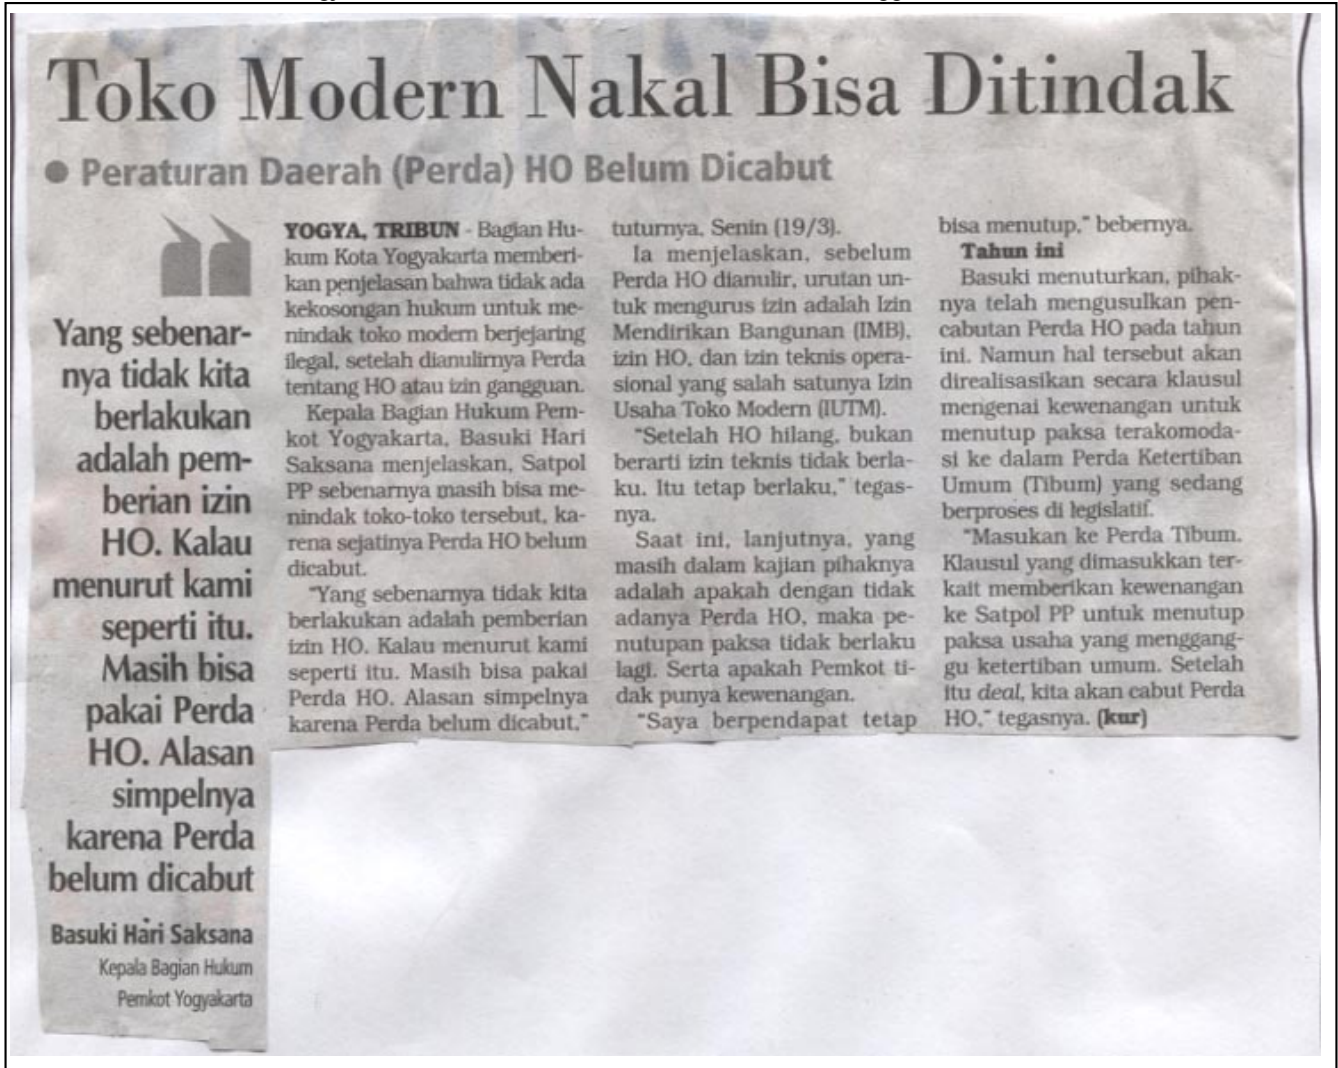 Toko Modern Nakal Bisa Ditindak
● Peraturan Daerah (Perda) HO Belum Dicabut
"
Yang sebenar-
nya tidak kita
berlakukan
adalah pem-
berian izin
HO. Kalau
menurut kami
seperti itu.
Masih bisa
pakai Perda
HO. Alasan
simpelnya
karena Perda
belum dicabut
Basuki Hari Saksana
Kepala Bagian Hukum
Pemkot Yogyakarta
YOGYA, TRIBUN - Bagian Hu-
kum Kota Yogyakarta memberi-
kan penjelasan bahwa tidak ada
kekosongan hukum untuk me-
nindak toko modern berjejaring
ilegal, setelah dianulirnya Perda
tentang HO atau izin gangguan.
Kepala Bagian Hukum Pem-
kot Yogyakarta, Basuki Hari
Saksana menjelaskan, Satpol
PP sebenarnya masih bisa me-
nindak toko-toko tersebut, ka-
rena sejatinya Perda HO belum
dicabut.
"Yang sebenarnya tidak kita
berlakukan adalah pemberian
izin HO. Kalau menurut kami
seperti itu. Masih bisa pakai
Perda HO. Alasan simpelnya
karena Perda belum dicabut,"
tuturnya, Senin (19/3).
Ia menjelaskan, sebelum
Perda HO dianulir, urutan un-
tuk mengurus izin adalah Izin
Mendirikan Bangunan (IMB),
izin HO, dan izin teknis opera-
sional yang salah satunya Izin
Usaha Toko Modern (IUTM).
"Setelah HO hilang, bukan
berarti izin teknis tidak berla-
ku. Itu tetap berlaku," tegas-
nya.
Saat ini, lanjutnya, yang
masih dalam kajian pihaknya
adalah apakah dengan tidak
adanya Perda HO, maka pe-
nutupan paksa tidak berlaku
lagi. Serta apakah Pemkot ti-
dak punya kewenangan.
"Saya berpendapat tetap
bisa menutup," bebernya.
Tahun ini
Basuki menuturkan, pihak-
nya telah mengusulkan pen-
cabutan Perda HO pada tahun
ini. Namun hal tersebut akan
direalisasikan secara klausul
mengenai kewenangan untuk
menutup paksa terakomoda-
si ke dalam Perda Ketertiban
Umum (Tibum) yang sedang
berproses di legislatif.
"Masukan ke Perda Tibum.
Klausul yang dimasukkan ter-
kait memberikan kewenangan
ke Satpol PP untuk menutup
paksa usaha yang menggang-
gu ketertiban umum. Setelah
itu deal, kita akan cabut Perda
HO," tegasnya. (kur)